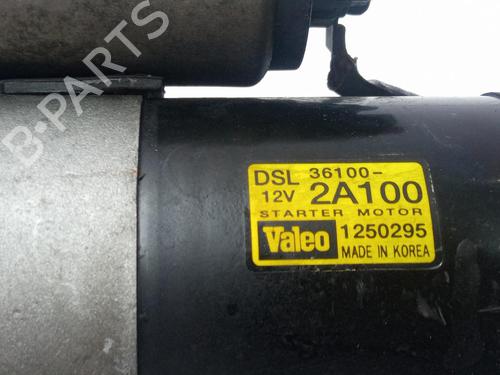 B-PARTS
DSL 36100-
12V 2A100
STARTER MOTOR
Valeo 1250295
MADE IN KOREA